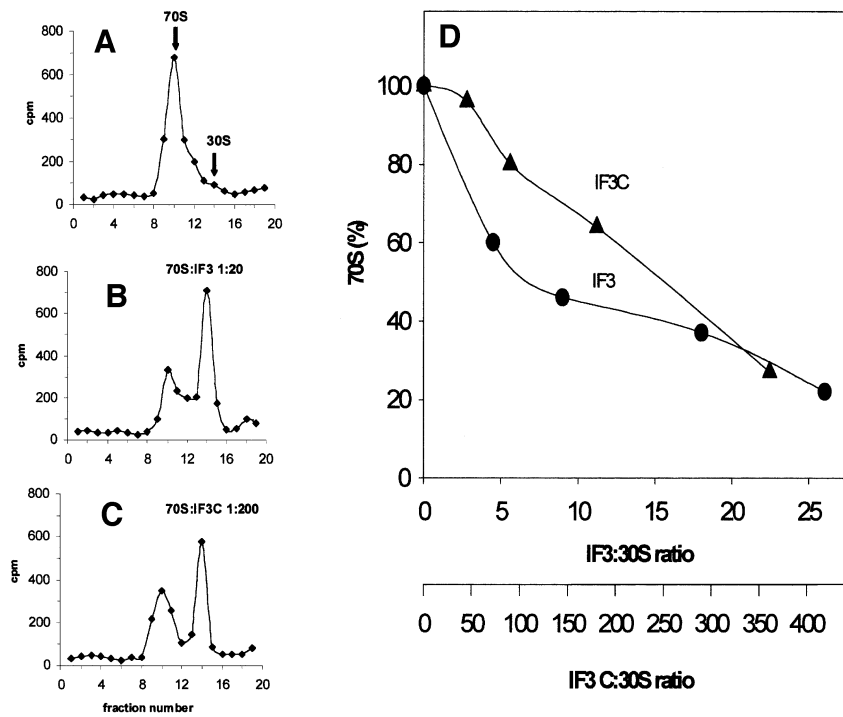 A
70S
30S
800
600
400
200
0
cpm
0 4 8 12 16 20
B
70S:IF3 1:20
800
600
400
200
0
cpm
0 4 8 12 16 20
C
70S:IF3C 1:200
800
600
400
200
0
cpm
0 4 8 12 16 20
fraction number
D
100
80
60
40
20
0
70S (%)
IF3C
IF3
0 5 10 15 20 25
IF3:30S ratio
0 50 100 150 200 250 300 350 400
IF3 C:30S ratio